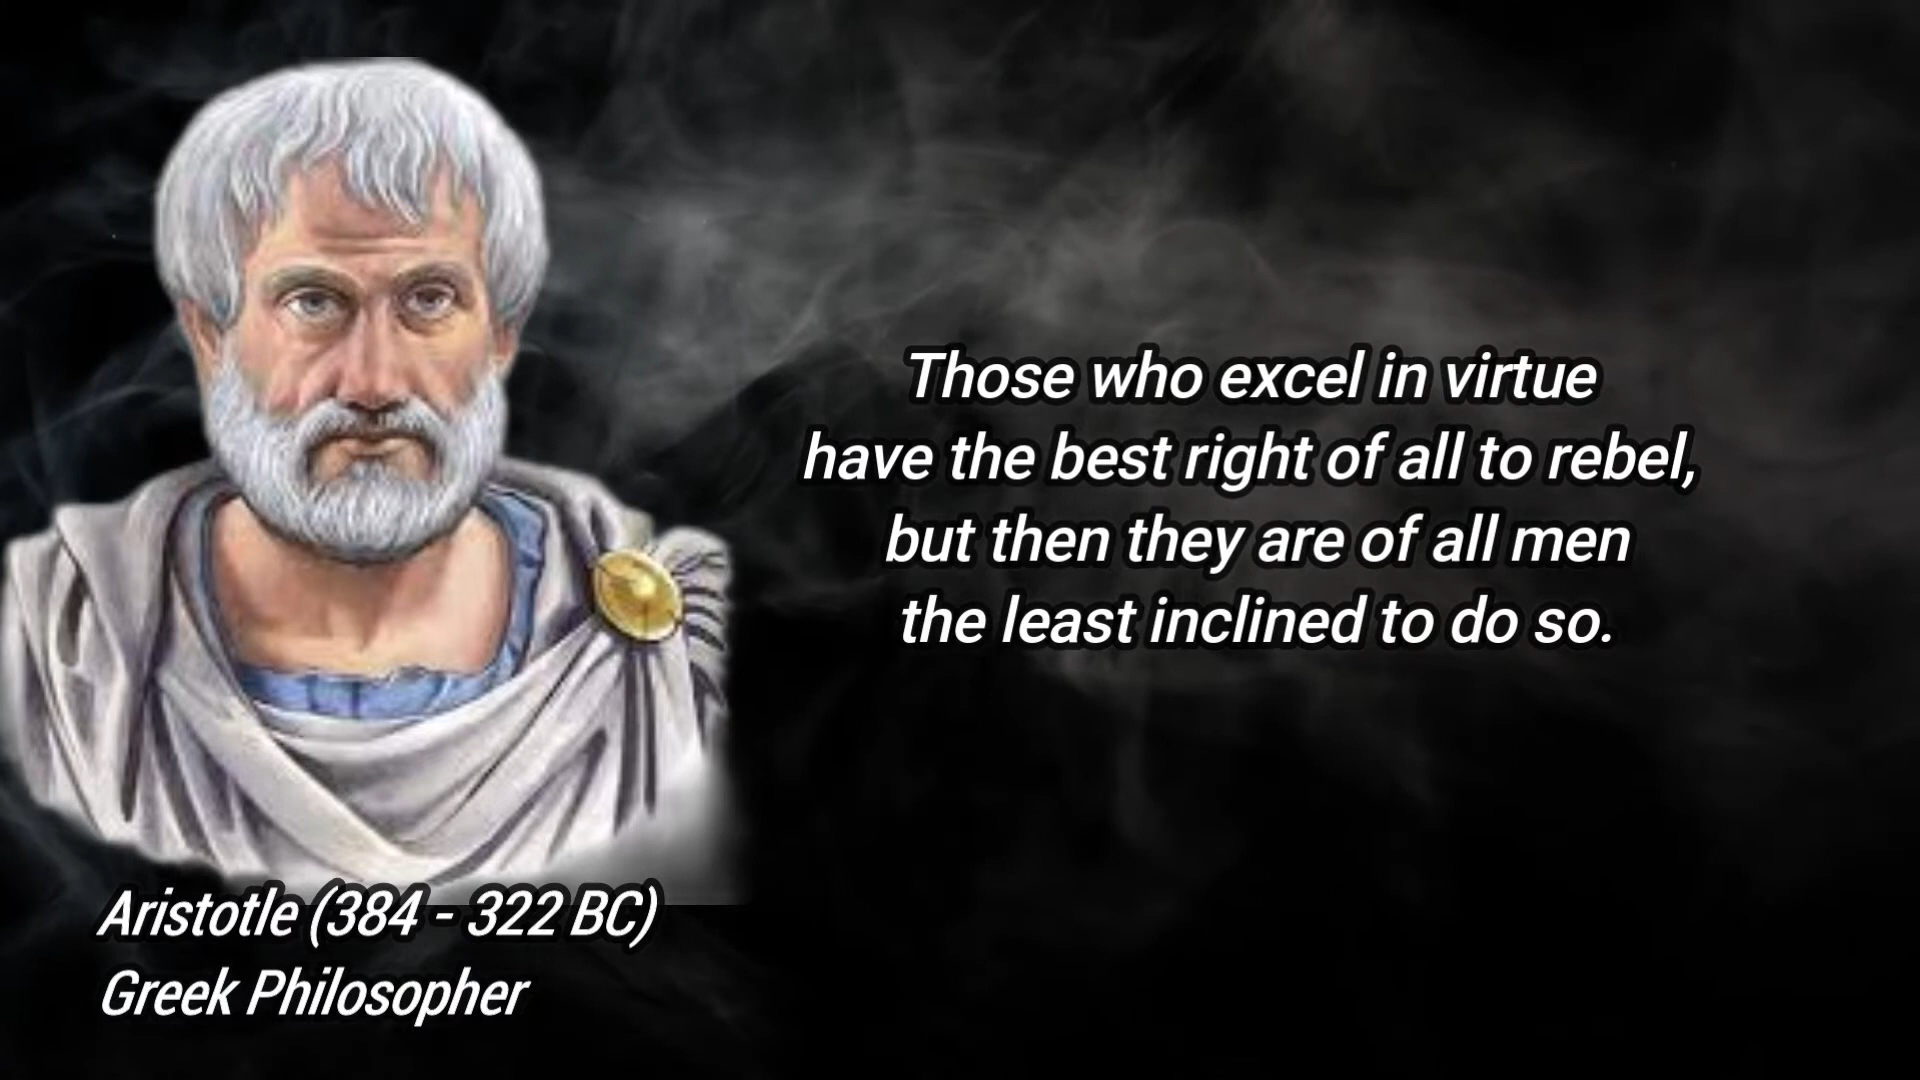 Those who excel in virtue
have the best right of all to rebel,
but then they are of all men
the least inclined to do so.
Aristotle (384 - 322 BC)
Greek Philosopher